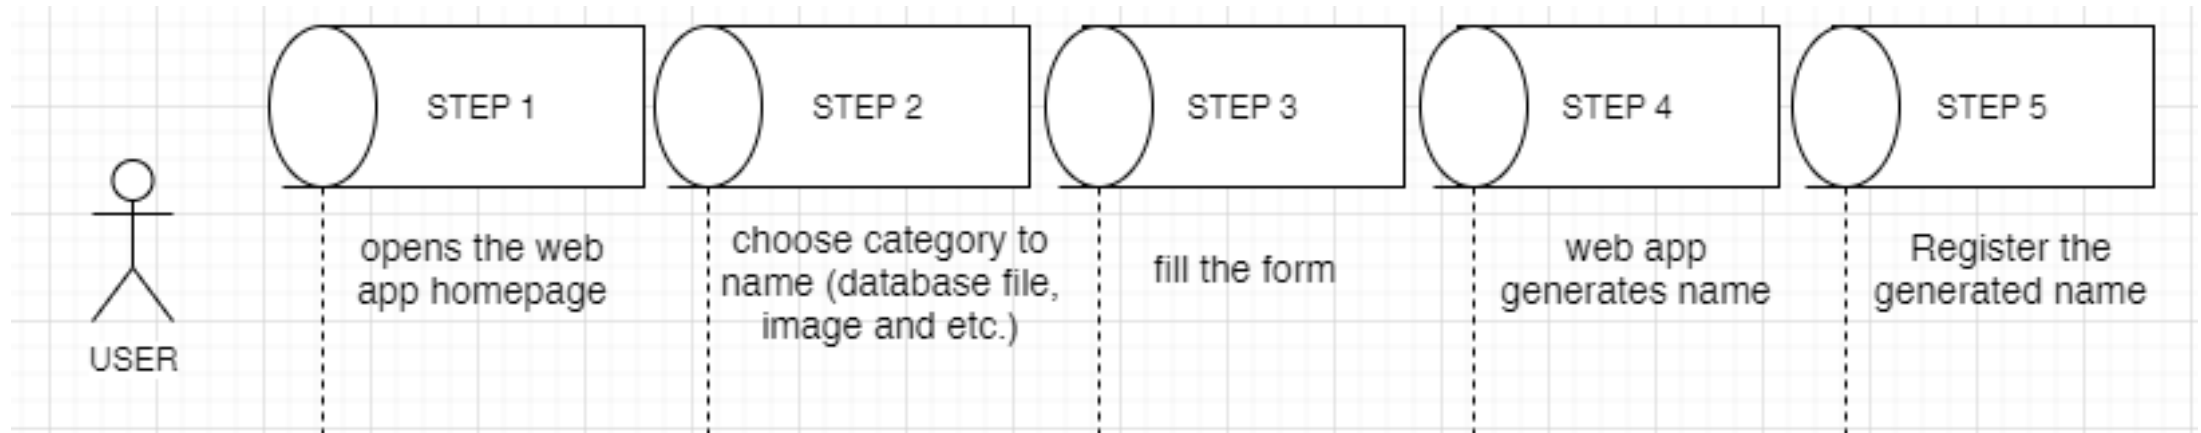 STEP 1
STEP 2
STEP 3
STEP 4
STEP 5
USER
opens the web
app homepage
choose category to
name (database file,
image and etc.)
fill the form
web app
generates name
Register the
generated name